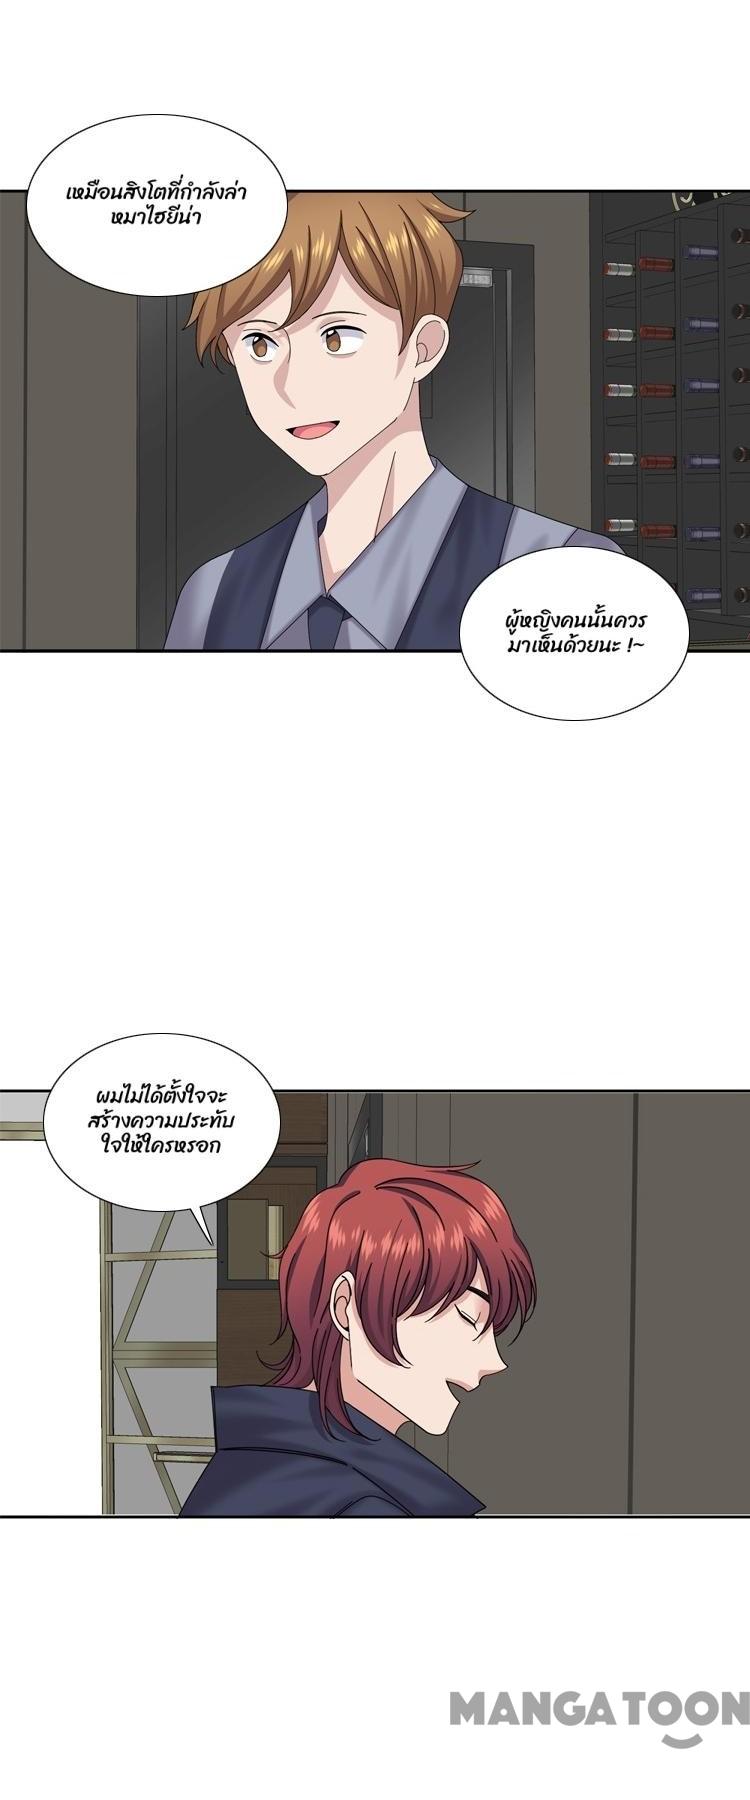 เหมือนสิงโตที่กำลังล่า
หมาไฮยีน่า
ผู้หญิงคนนั้นควร
มาเห็นด้วยนะ !~
ผมไม่ได้ตั้งใจจะ
สร้างความประทับ
ใจให้ใครหรอก
MANGATOON